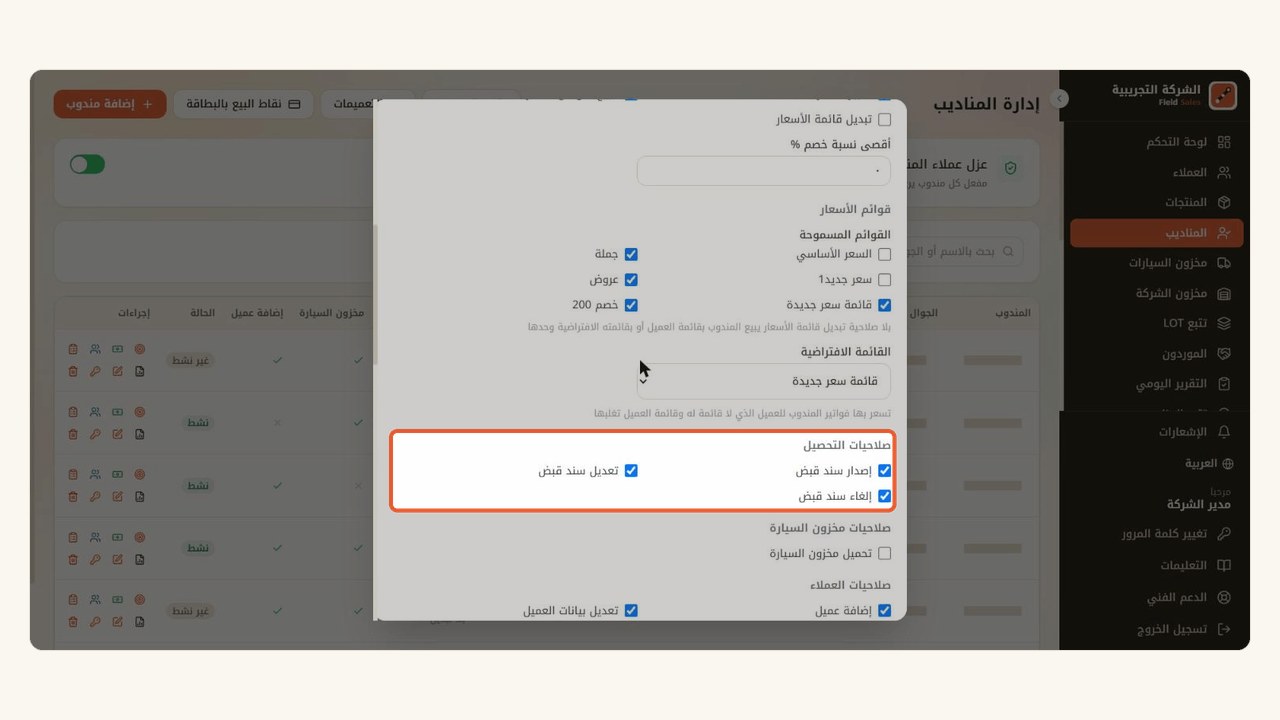 الشركة التجريبية
Field Sales
لوحة التحكم
العملاء
المنتجات
المناديب
مخزون السيارات
مخزون الشركة
تتبع LOT
الموردون
التقرير اليومي
الإشعارات
العربية
مرحباً
مدير الشركة
تغيير كلمة المرور
التعليمات
الدعم الفني
تسجيل الخروج
إدارة المناديب
نقاط البيع بالبطاقة
إضافة مندوب
عزل عملاء
مفعل كل مندوب
بحث بالاسم أو
المندوب
الجوال
مخزون السيارة
إضافة عميل
الحالة
إجراءات
غير نشط
نشط
نشط
نشط
غير نشط
تبديل قائمة الأسعار
أقصى نسبة خصم %
٠
قوائم الأسعار
القوائم المسموحة
السعر الأساسي
جملة
سعر جديد1
عروض
قائمة سعر جديدة
خصم 200
بلا صلاحية تبديل قائمة الأسعار يبيع المندوب بقائمة العميل أو بقائمته الافتراضية وحدها
القائمة الافتراضية
قائمة سعر جديدة
تسعر بها فواتير المندوب للعميل الذي لا قائمة له وقائمة العميل تغلبها
صلاحيات التحصيل
إصدار سند قبض
تعديل سند قبض
إلغاء سند قبض
صلاحيات مخزون السيارة
تحميل مخزون السيارة
صلاحيات العملاء
إضافة عميل
تعديل بيانات العميل